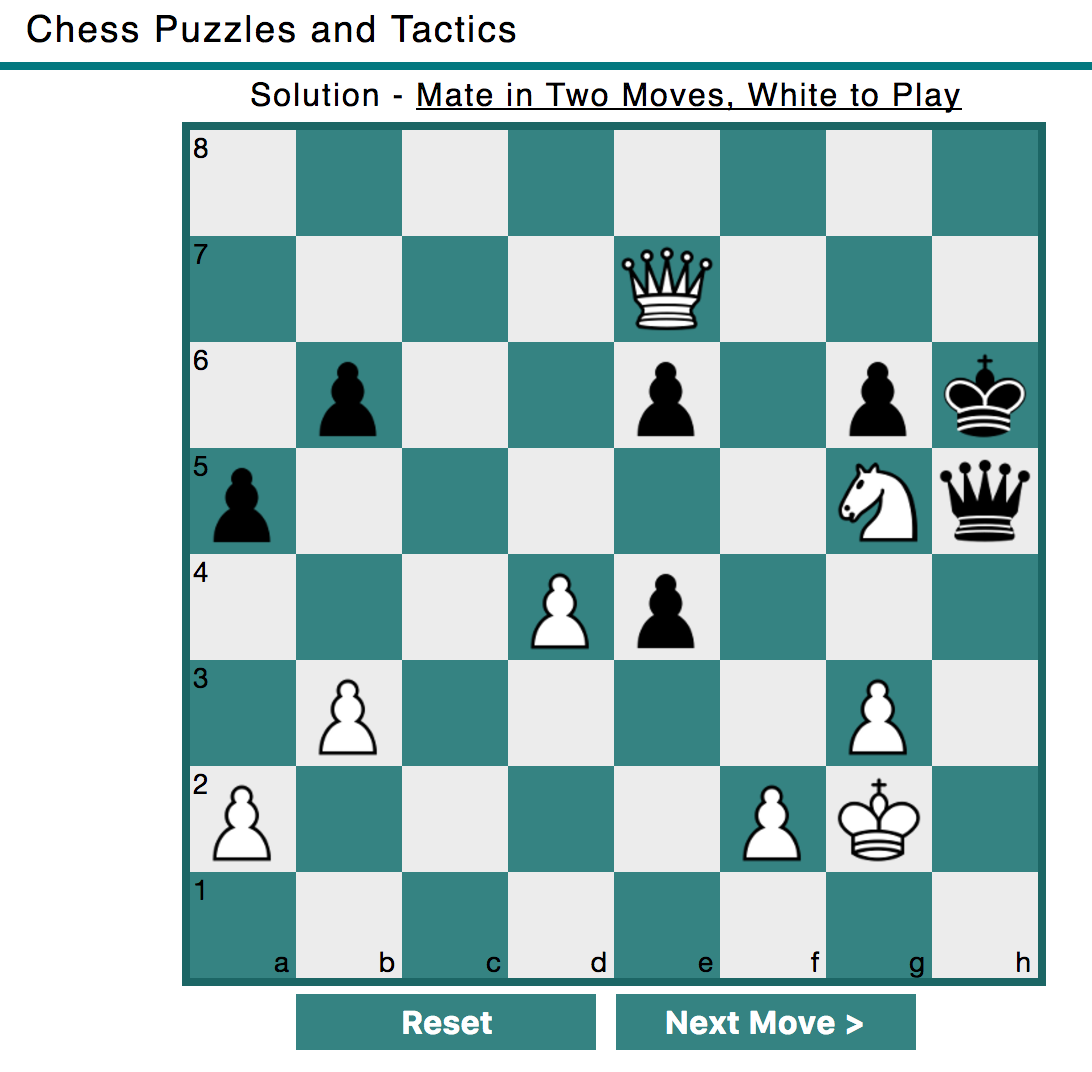 Chess Puzzles and Tactics
Solution - Mate in Two Moves, White to Play
8
7
6
5
4
3
2
1
a b c d e f g h
Reset Next Move >